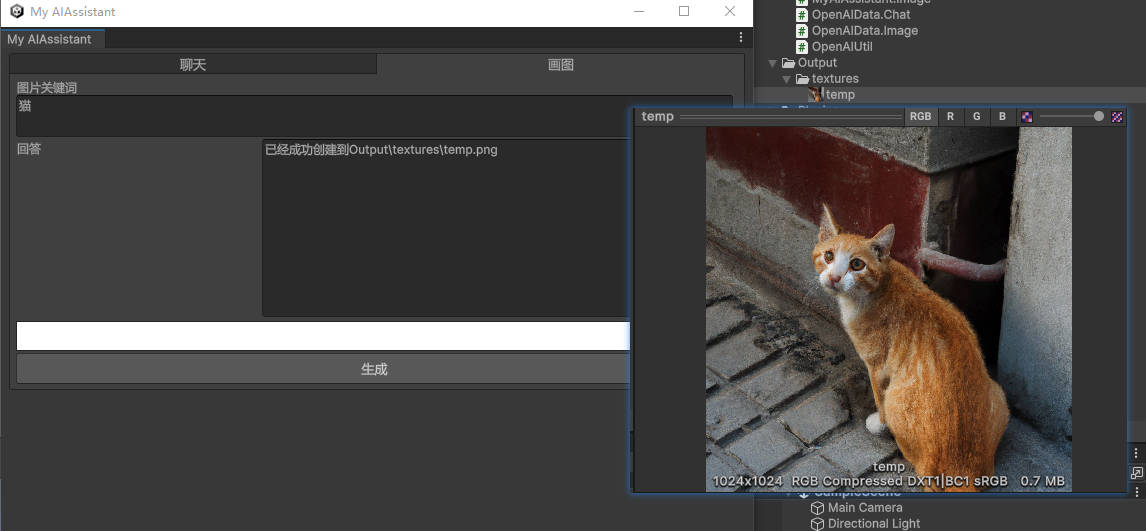 My AIAssistant
My AIAssistant
聊天
画图
图片关键词
猫
回答
已经成功创建到Output\textures\temp.png
生成
MyAIAssistant.Image
OpenAIData.Chat
OpenAIData.Image
OpenAIUtil
Output
textures
temp
temp
RGB
R
G
B
temp
1024x1024 RGB Compressed DXT1|BC1 sRGB 0.7 MB
SampleScene
Main Camera
Directional Light